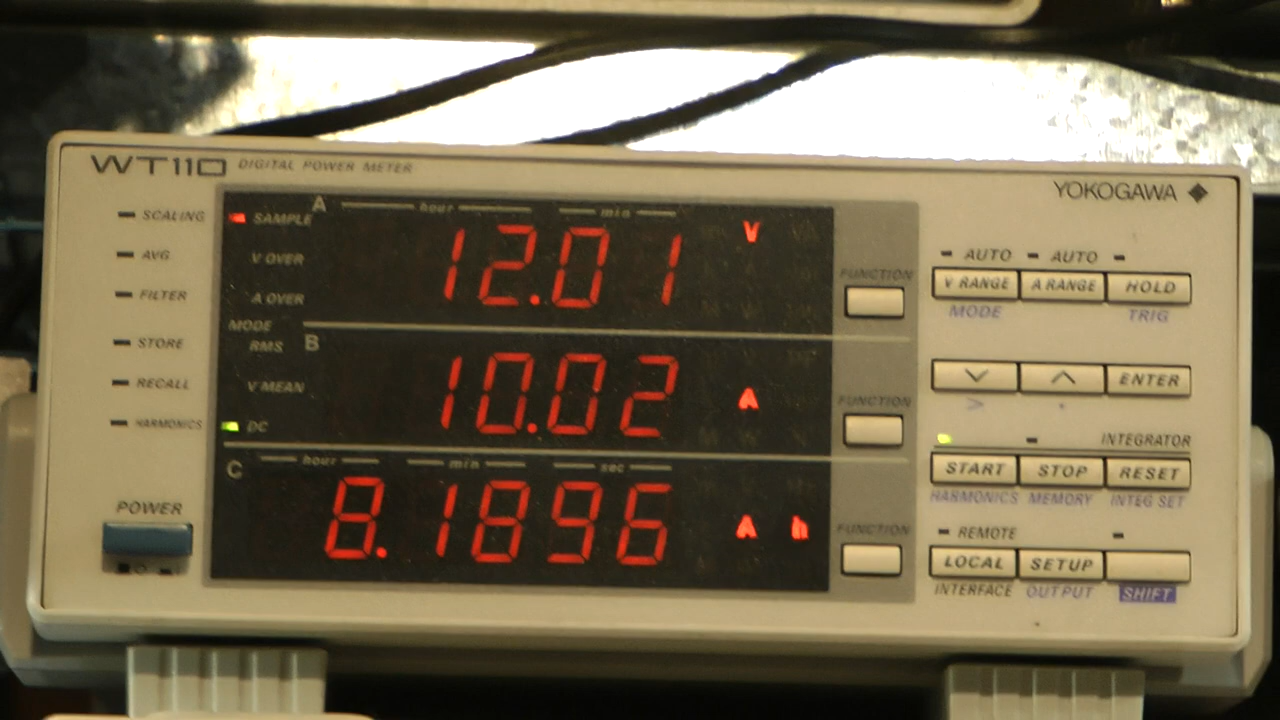 WT110 DIGITAL POWER METER
YOKOGAWA
SCALING
AVG
FILTER
STORE
RECALL
HARMONICS
POWER
SAMPLE
V OVER
A OVER
MODE
RMS
V MEAN
DC
A hour min
12.01 V
B
10.02 A
C hour min sec
8.1896 A h
FUNCTION
FUNCTION
FUNCTION
AUTO AUTO
V RANGE A RANGE HOLD
MODE TRIG
ENTER
INTEGRATOR
START STOP RESET
HARMONICS MEMORY INTEG SET
REMOTE
LOCAL SETUP
INTERFACE OUTPUT SHIFT